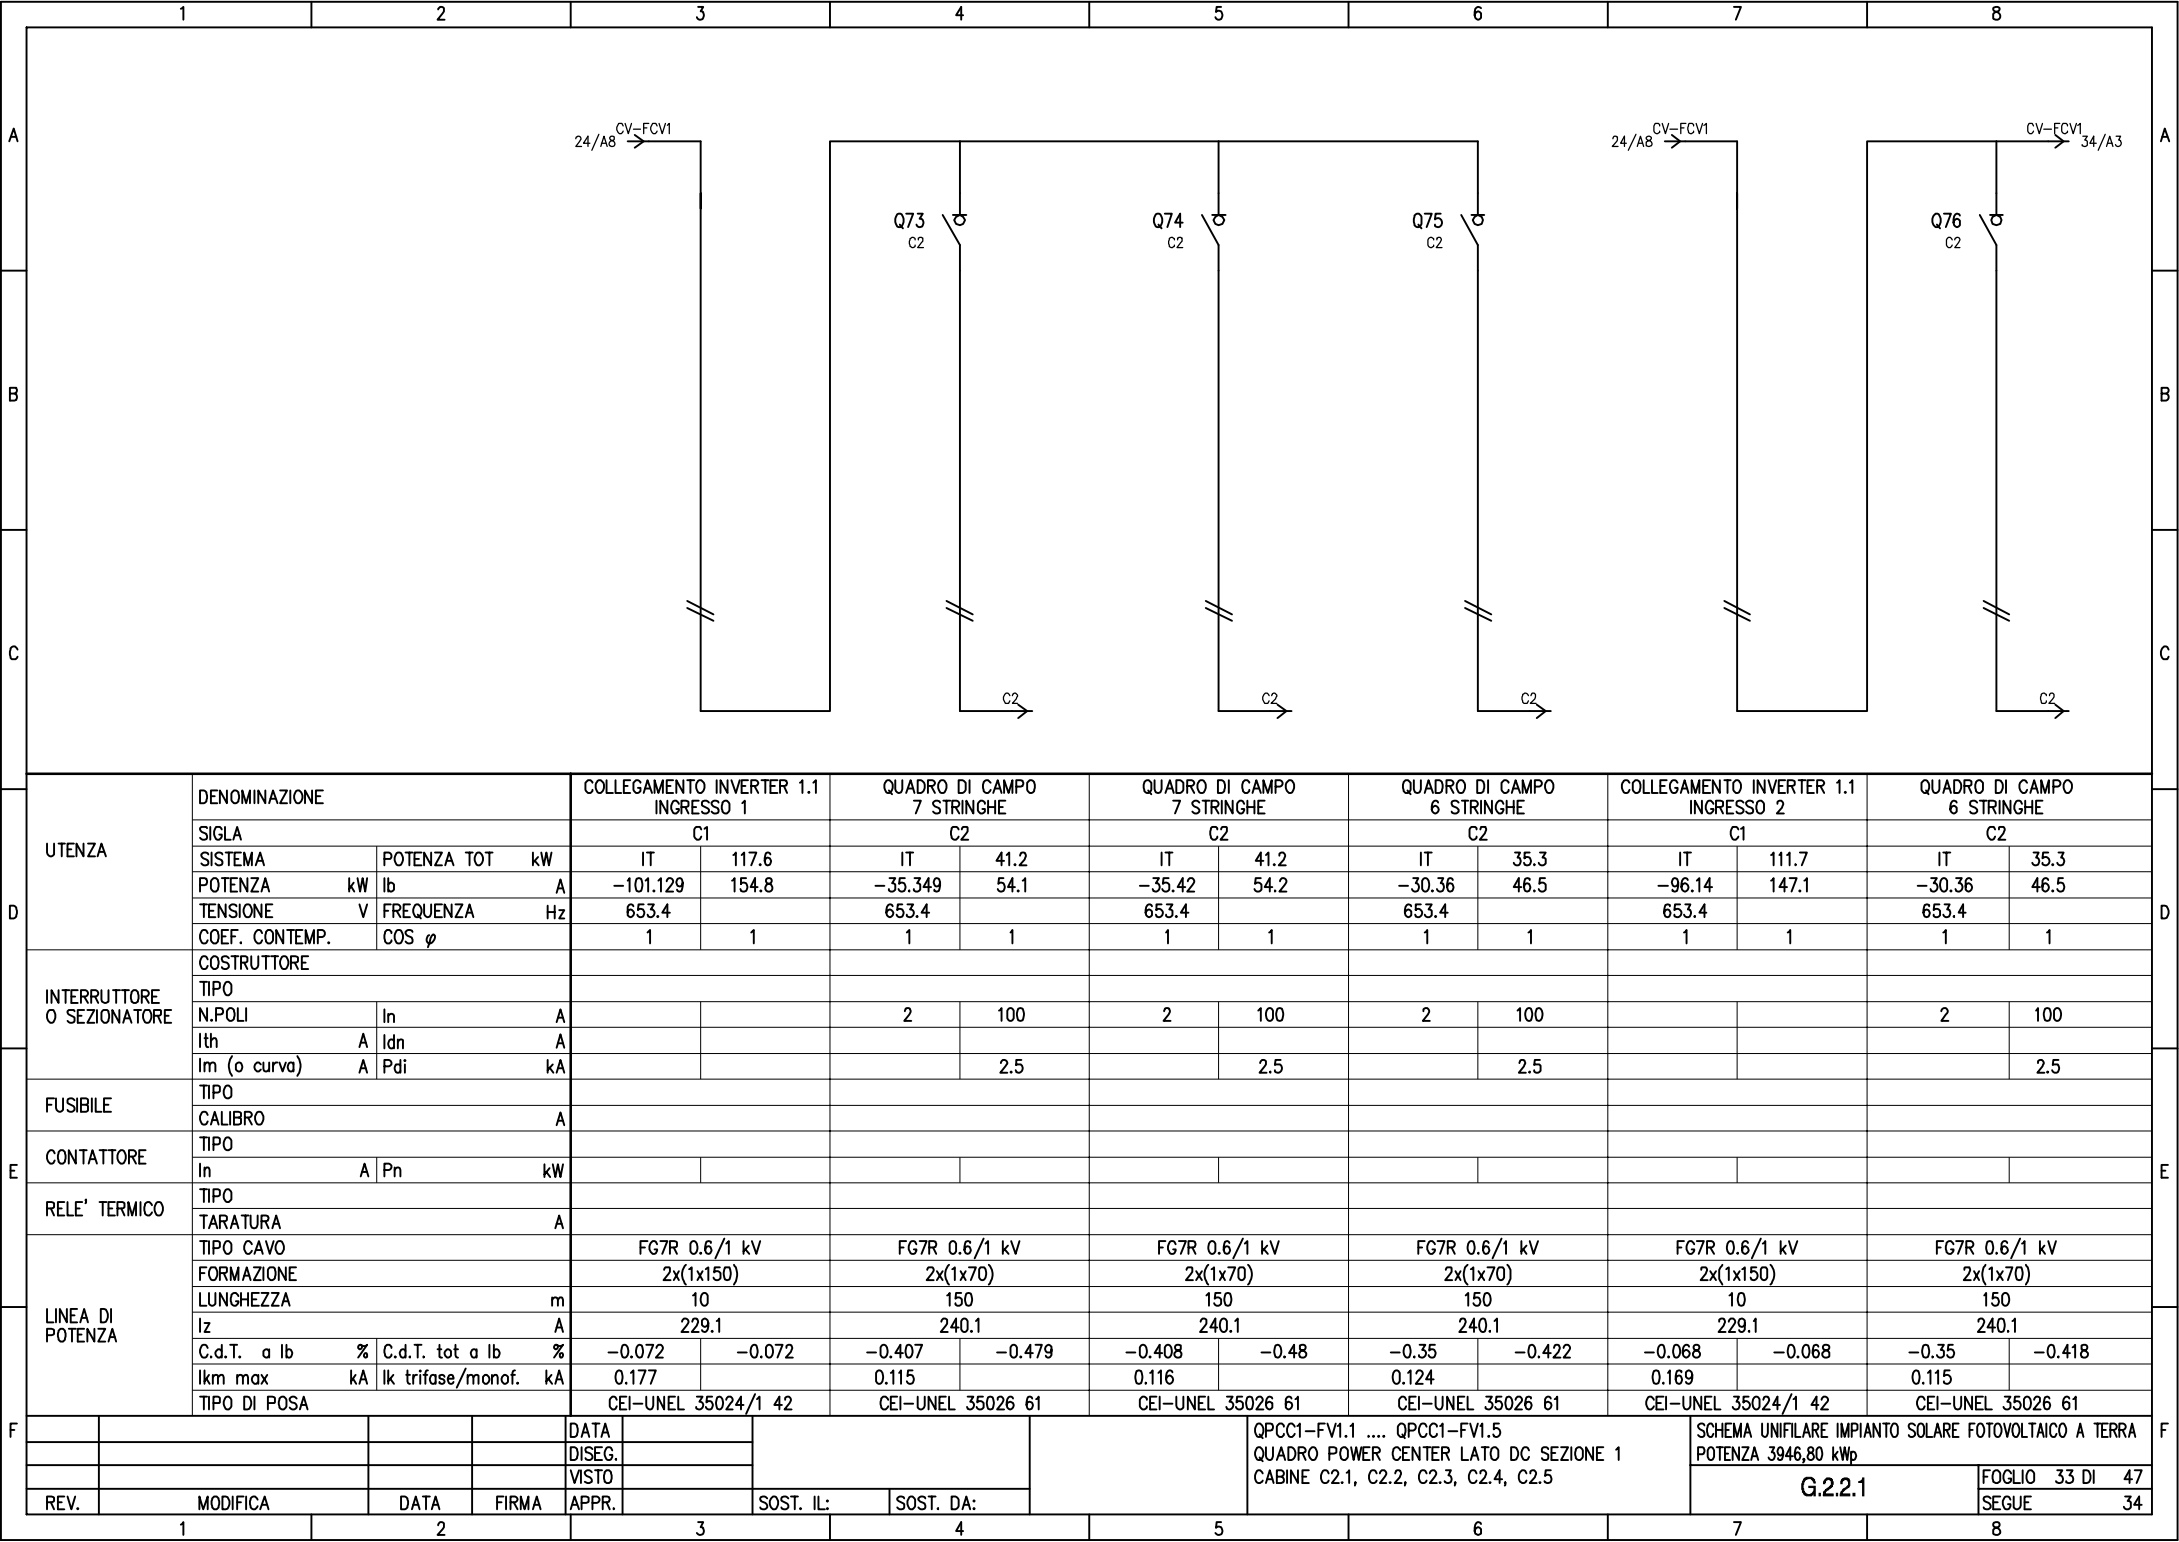 1 2 3 4 5 6 7 8
A A
24/A8 CV-FCV1 24/A8 CV-FCV1 CV-FCV1 34/A3
Q73 Q74 Q75 Q76
C2 C2 C2 C2
B B
C C
C2 C2 C2 C2
UTENZA
DENOMINAZIONE
COLLEGAMENTO INVERTER 1.1 QUADRO DI CAMPO QUADRO DI CAMPO QUADRO DI CAMPO COLLEGAMENTO INVERTER 1.1 QUADRO DI CAMPO
INGRESSO 1 7 STRINGHE 7 STRINGHE 6 STRINGHE INGRESSO 2 6 STRINGHE
SIGLA C1 C2 C2 C2 C1 C2
SISTEMA POTENZA TOT kW IT 117.6 IT 41.2 IT 41.2 IT 35.3 IT 111.7 IT 35.3
POTENZA kW Ib A -101.129 154.8 -35.349 54.1 -35.42 54.2 -30.36 46.5 -96.14 147.1 -30.36 46.5
D D
TENSIONE V FREQUENZA Hz 653.4 653.4 653.4 653.4 653.4 653.4
COEF. CONTEMP. COS φ 1 1 1 1 1 1 1 1 1 1 1 1
INTERRUTTORE
O SEZIONATORE
COSTRUTTORE
TIPO
N.POLI In A 2 100 2 100 2 100 2 100
Ith A Idn A
Im (o curva) A Pdi kA 2.5 2.5 2.5 2.5
FUSIBILE
TIPO
CALIBRO A
CONTATTORE
TIPO
E E
In A Pn kW
RELE' TERMICO
TIPO
TARATURA A
LINEA DI
POTENZA
TIPO CAVO FG7R 0.6/1 kV FG7R 0.6/1 kV FG7R 0.6/1 kV FG7R 0.6/1 kV FG7R 0.6/1 kV FG7R 0.6/1 kV
FORMAZIONE 2x(1x150) 2x(1x70) 2x(1x70) 2x(1x70) 2x(1x150) 2x(1x70)
LUNGHEZZA m 10 150 150 150 10 150
Iz A 229.1 240.1 240.1 240.1 229.1 240.1
C.d.T. a Ib % C.d.T. tot a Ib % -0.072 -0.072 -0.407 -0.479 -0.408 -0.48 -0.35 -0.422 -0.068 -0.068 -0.35 -0.418
Ikm max kA Ik trifase/monof. kA 0.177 0.115 0.116 0.124 0.169 0.115
TIPO DI POSA CEI-UNEL 35024/1 42 CEI-UNEL 35026 61 CEI-UNEL 35026 61 CEI-UNEL 35026 61 CEI-UNEL 35024/1 42 CEI-UNEL 35026 61
F F
DATA
DISEG.
VISTO
REV. MODIFICA DATA FIRMA APPR. SOST. IL: SOST. DA:
QPCC1-FV1.1 .... QPCC1-FV1.5
QUADRO POWER CENTER LATO DC SEZIONE 1
CABINE C2.1, C2.2, C2.3, C2.4, C2.5
SCHEMA UNIFILARE IMPIANTO SOLARE FOTOVOLTAICO A TERRA
POTENZA 3946,80 kWp
G.2.2.1
FOGLIO 33 DI 47
SEGUE 34
1 2 3 4 5 6 7 8